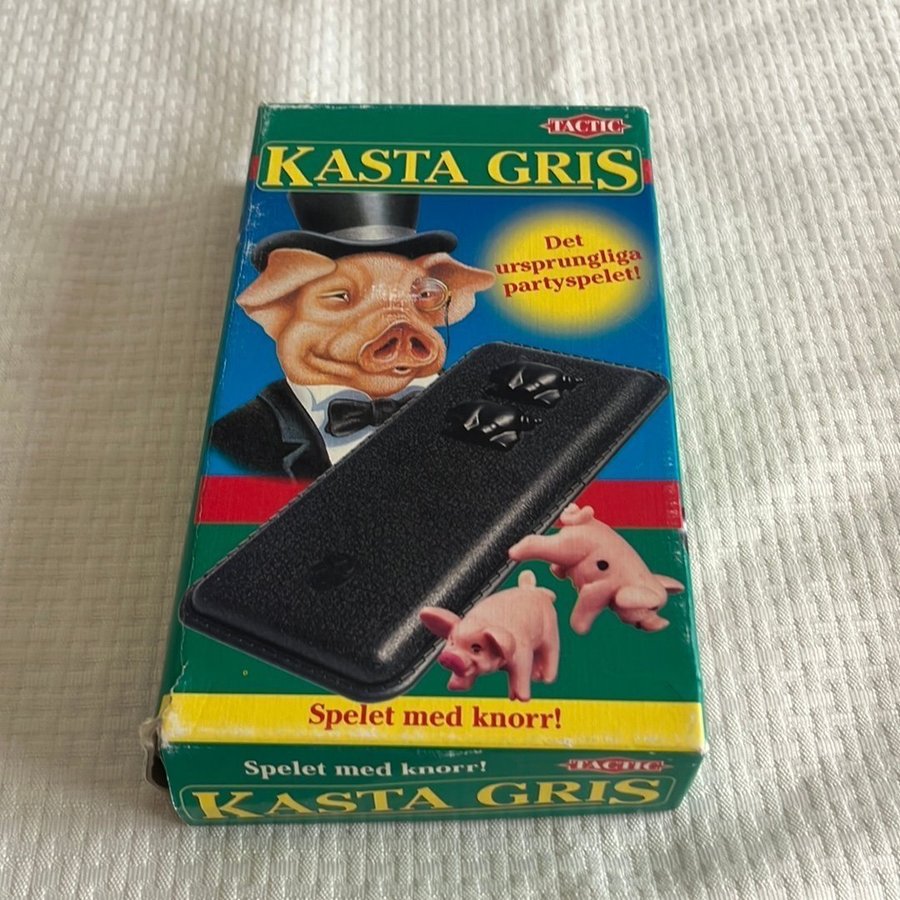 TACTIC
KASTA GRIS
Det
ursprungliga
partyspelet!
Spelet med knorr!
Spelet med knorr!
TACTIC
KASTA GRIS